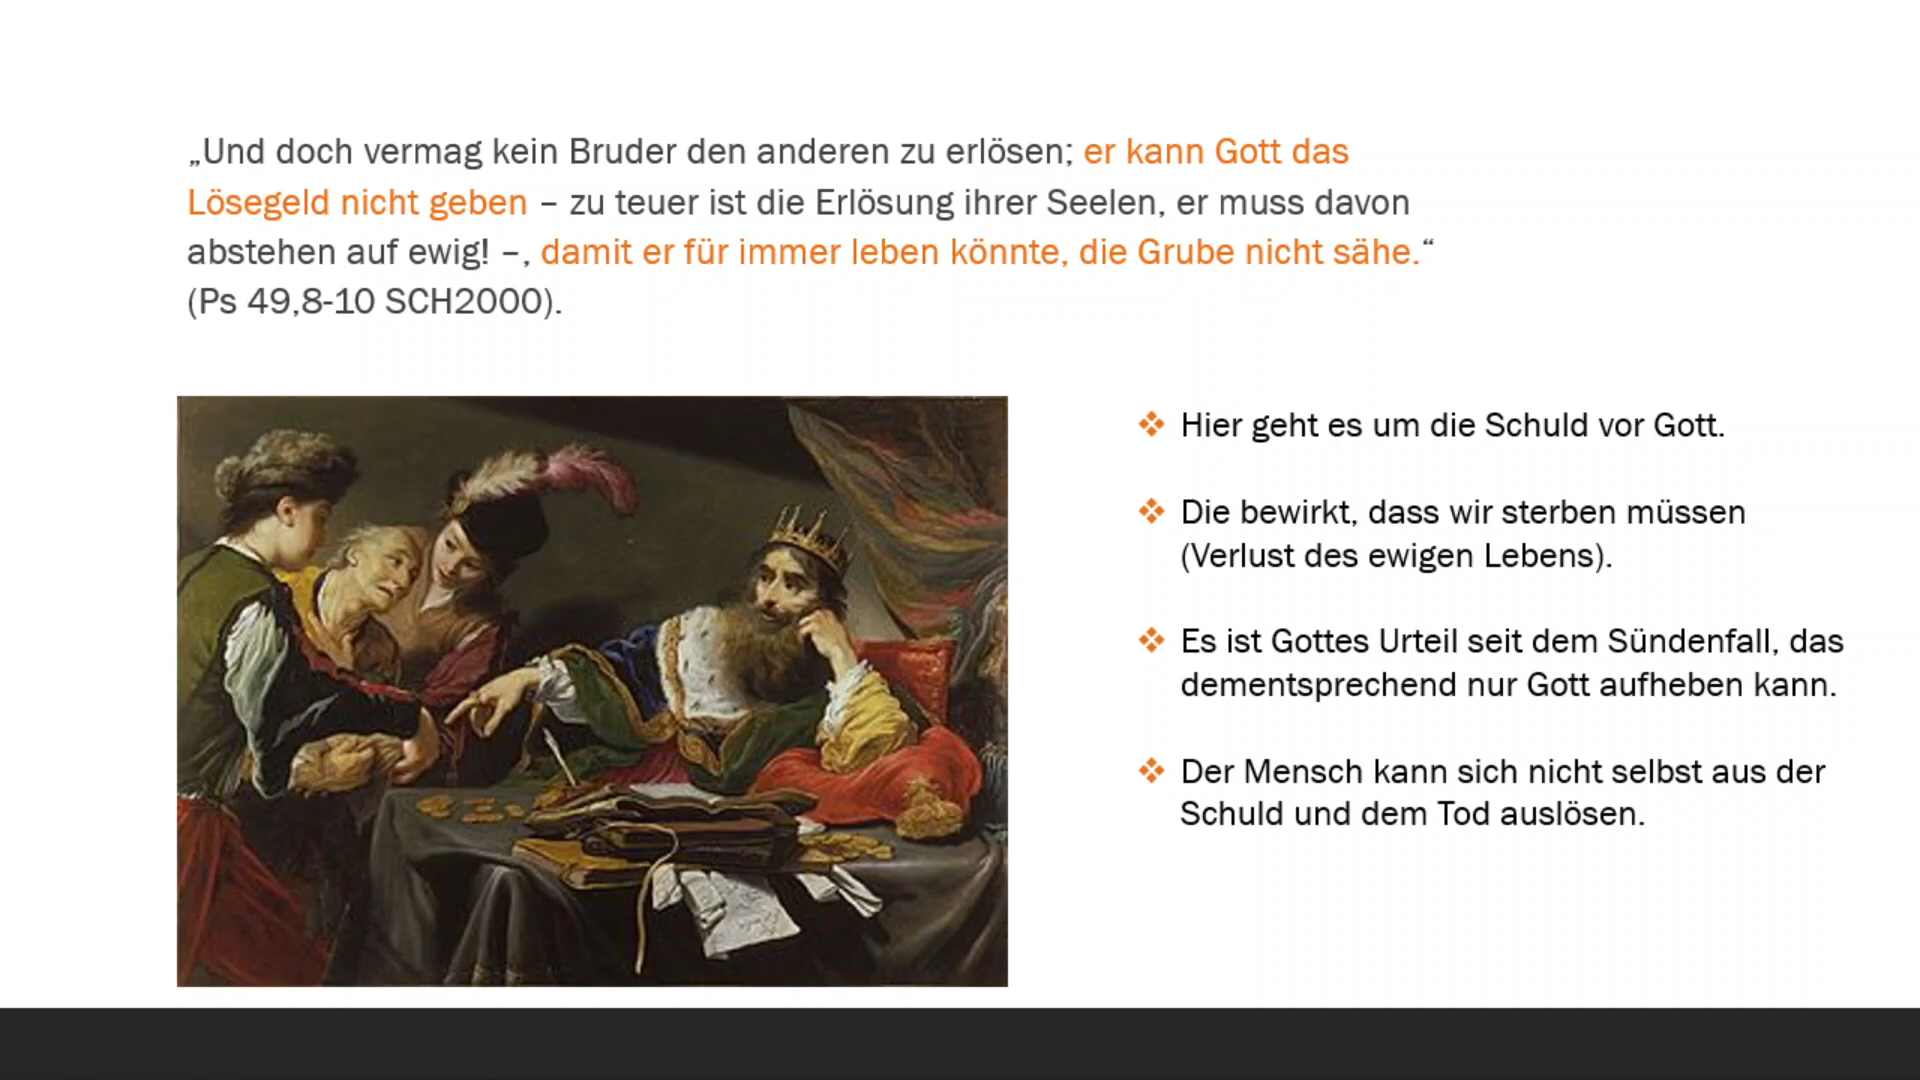 „Und doch vermag kein Bruder den anderen zu erlösen; er kann Gott das
Lösegeld nicht geben – zu teuer ist die Erlösung ihrer Seelen, er muss davon
abstehen auf ewig! –, damit er für immer leben könnte, die Grube nicht sähe.“
(Ps 49,8-10 SCH2000).
❖ Hier geht es um die Schuld vor Gott.
❖ Die bewirkt, dass wir sterben müssen
(Verlust des ewigen Lebens).
❖ Es ist Gottes Urteil seit dem Sündenfall, das
dementsprechend nur Gott aufheben kann.
❖ Der Mensch kann sich nicht selbst aus der
Schuld und dem Tod auslösen.